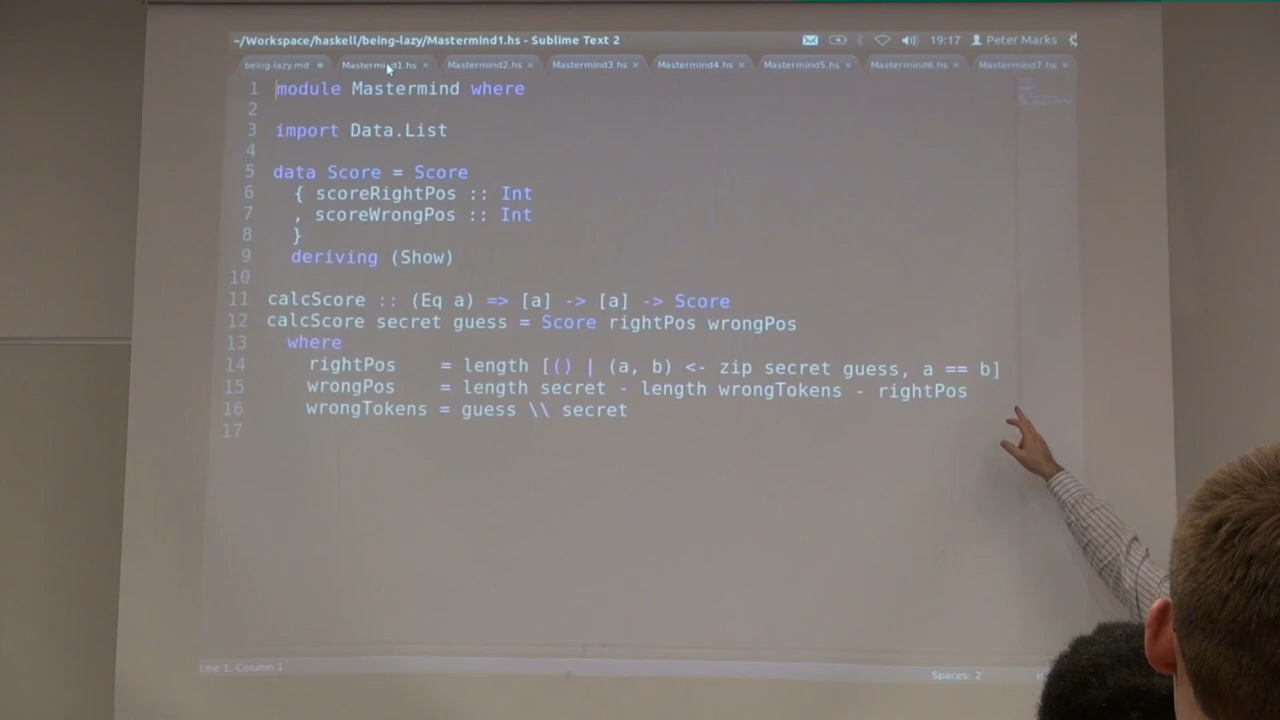 ~/Workspace/haskell/being-lazy/Mastermind1.hs - Sublime Text 2
19:17 Peter Marks
being-lazy.md Mastermind1.hs Mastermind2.hs Mastermind3.hs Mastermind4.hs Mastermind5.hs Mastermind6.hs Mastermind7.hs
1 module Mastermind where
2
3 import Data.List
4
5 data Score = Score
6 { scoreRightPos :: Int
7 , scoreWrongPos :: Int
8 }
9 deriving (Show)
10
11 calcScore :: (Eq a) => [a] -> [a] -> Score
12 calcScore secret guess = Score rightPos wrongPos
13 where
14 rightPos = length [() | (a, b) <- zip secret guess, a == b]
15 wrongPos = length secret - length wrongTokens - rightPos
16 wrongTokens = guess \\ secret
17
Line 1, Column 1
Spaces: 2